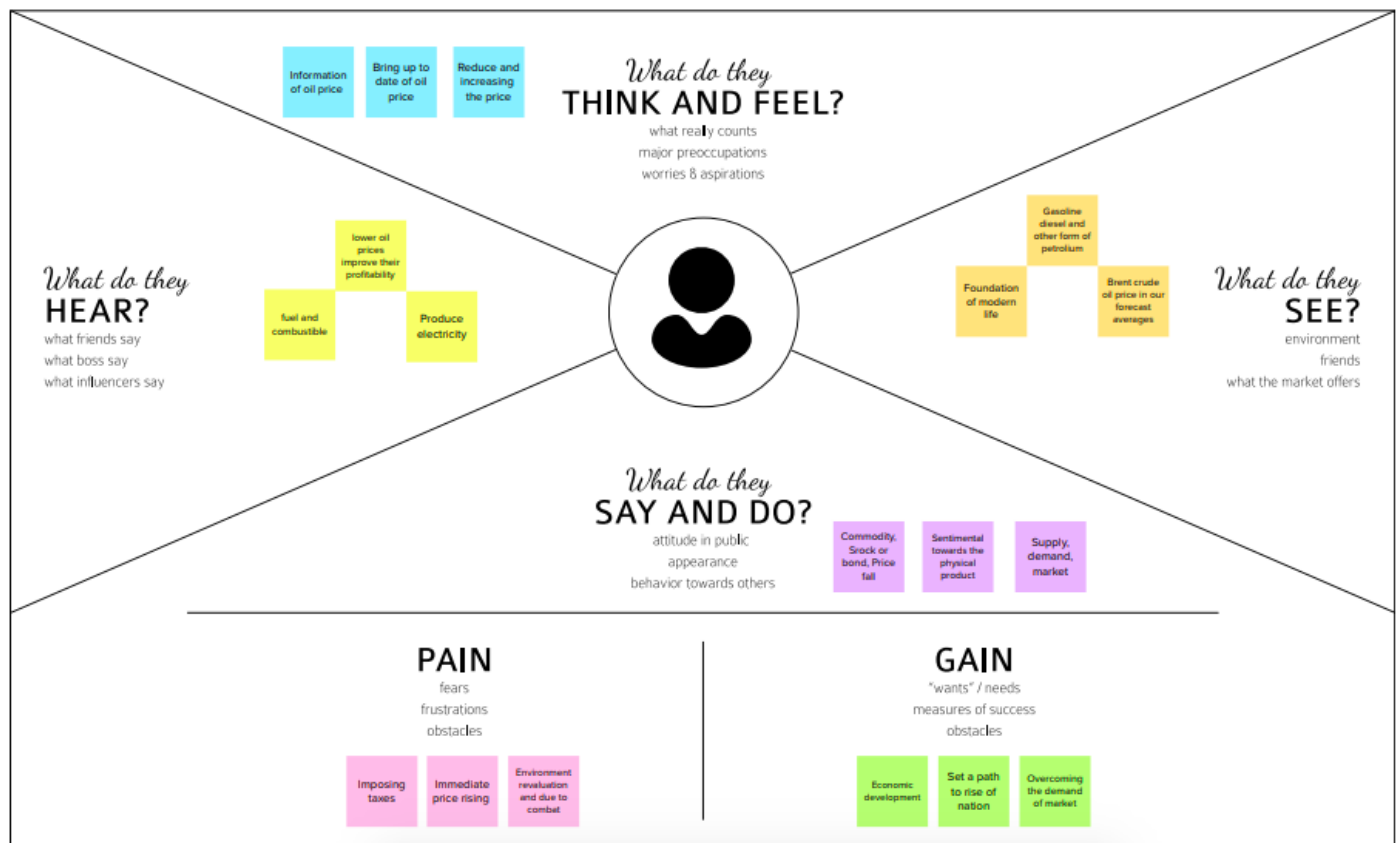 Information
of oil price
Bring up to
date of oil
price
Reduce and
increasing
the price
What do they
THINK AND FEEL?
what really counts
major preoccupations
worries & aspirations
What do they
HEAR?
what friends say
what boss say
what influencers say
lower oil
prices
improve their
profitability
fuel and
combustible
Produce
electricity
Gasoline
diesel and
other form of
petrolium
Foundation
of modern
life
Brent crude
oil price in our
forecast
averages
What do they
SEE?
environment
friends
what the market offers
What do they
SAY AND DO?
attitude in public
appearance
behavior towards others
Commodity,
Srock or
bond, Price
fall
Sentimental
towards the
physical
product
Supply,
demand,
market
PAIN
fears
frustrations
obstacles
Imposing
taxes
Immediate
price rising
Environment
revaluation
and due to
combat
GAIN
"wants" / needs
measures of success
obstacles
Economic
development
Set a path
to rise of
nation
Overcoming
the demand
of market